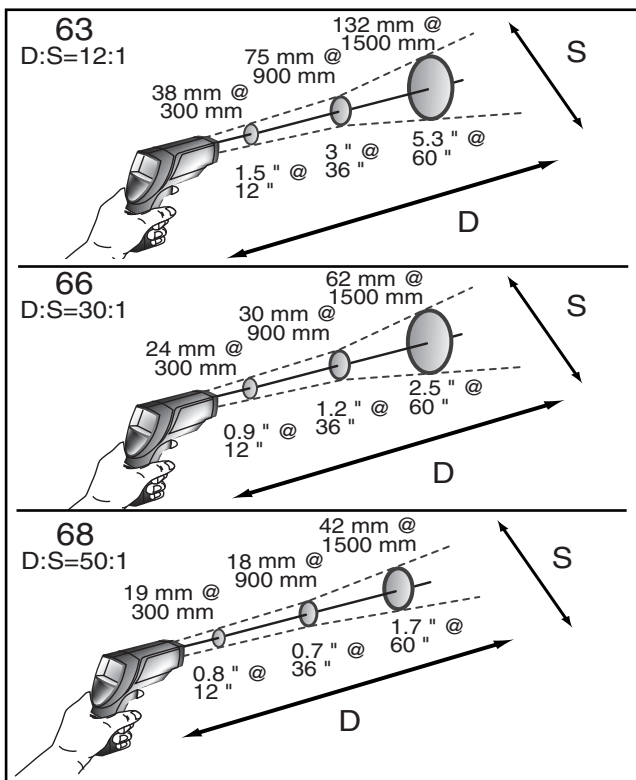 63
D:S=12:1
38 mm @
300 mm
75 mm @
900 mm
132 mm @
1500 mm
S
1.5 " @
12 "
3 " @
36 "
5.3 " @
60 "
D
66
D:S=30:1
24 mm @
300 mm
30 mm @
900 mm
62 mm @
1500 mm
S
0.9 " @
12 "
1.2 " @
36 "
2.5 " @
60 "
D
68
D:S=50:1
19 mm @
300 mm
18 mm @
900 mm
42 mm @
1500 mm
S
0.8 " @
12 "
0.7 " @
36 "
1.7 " @
60 "
D